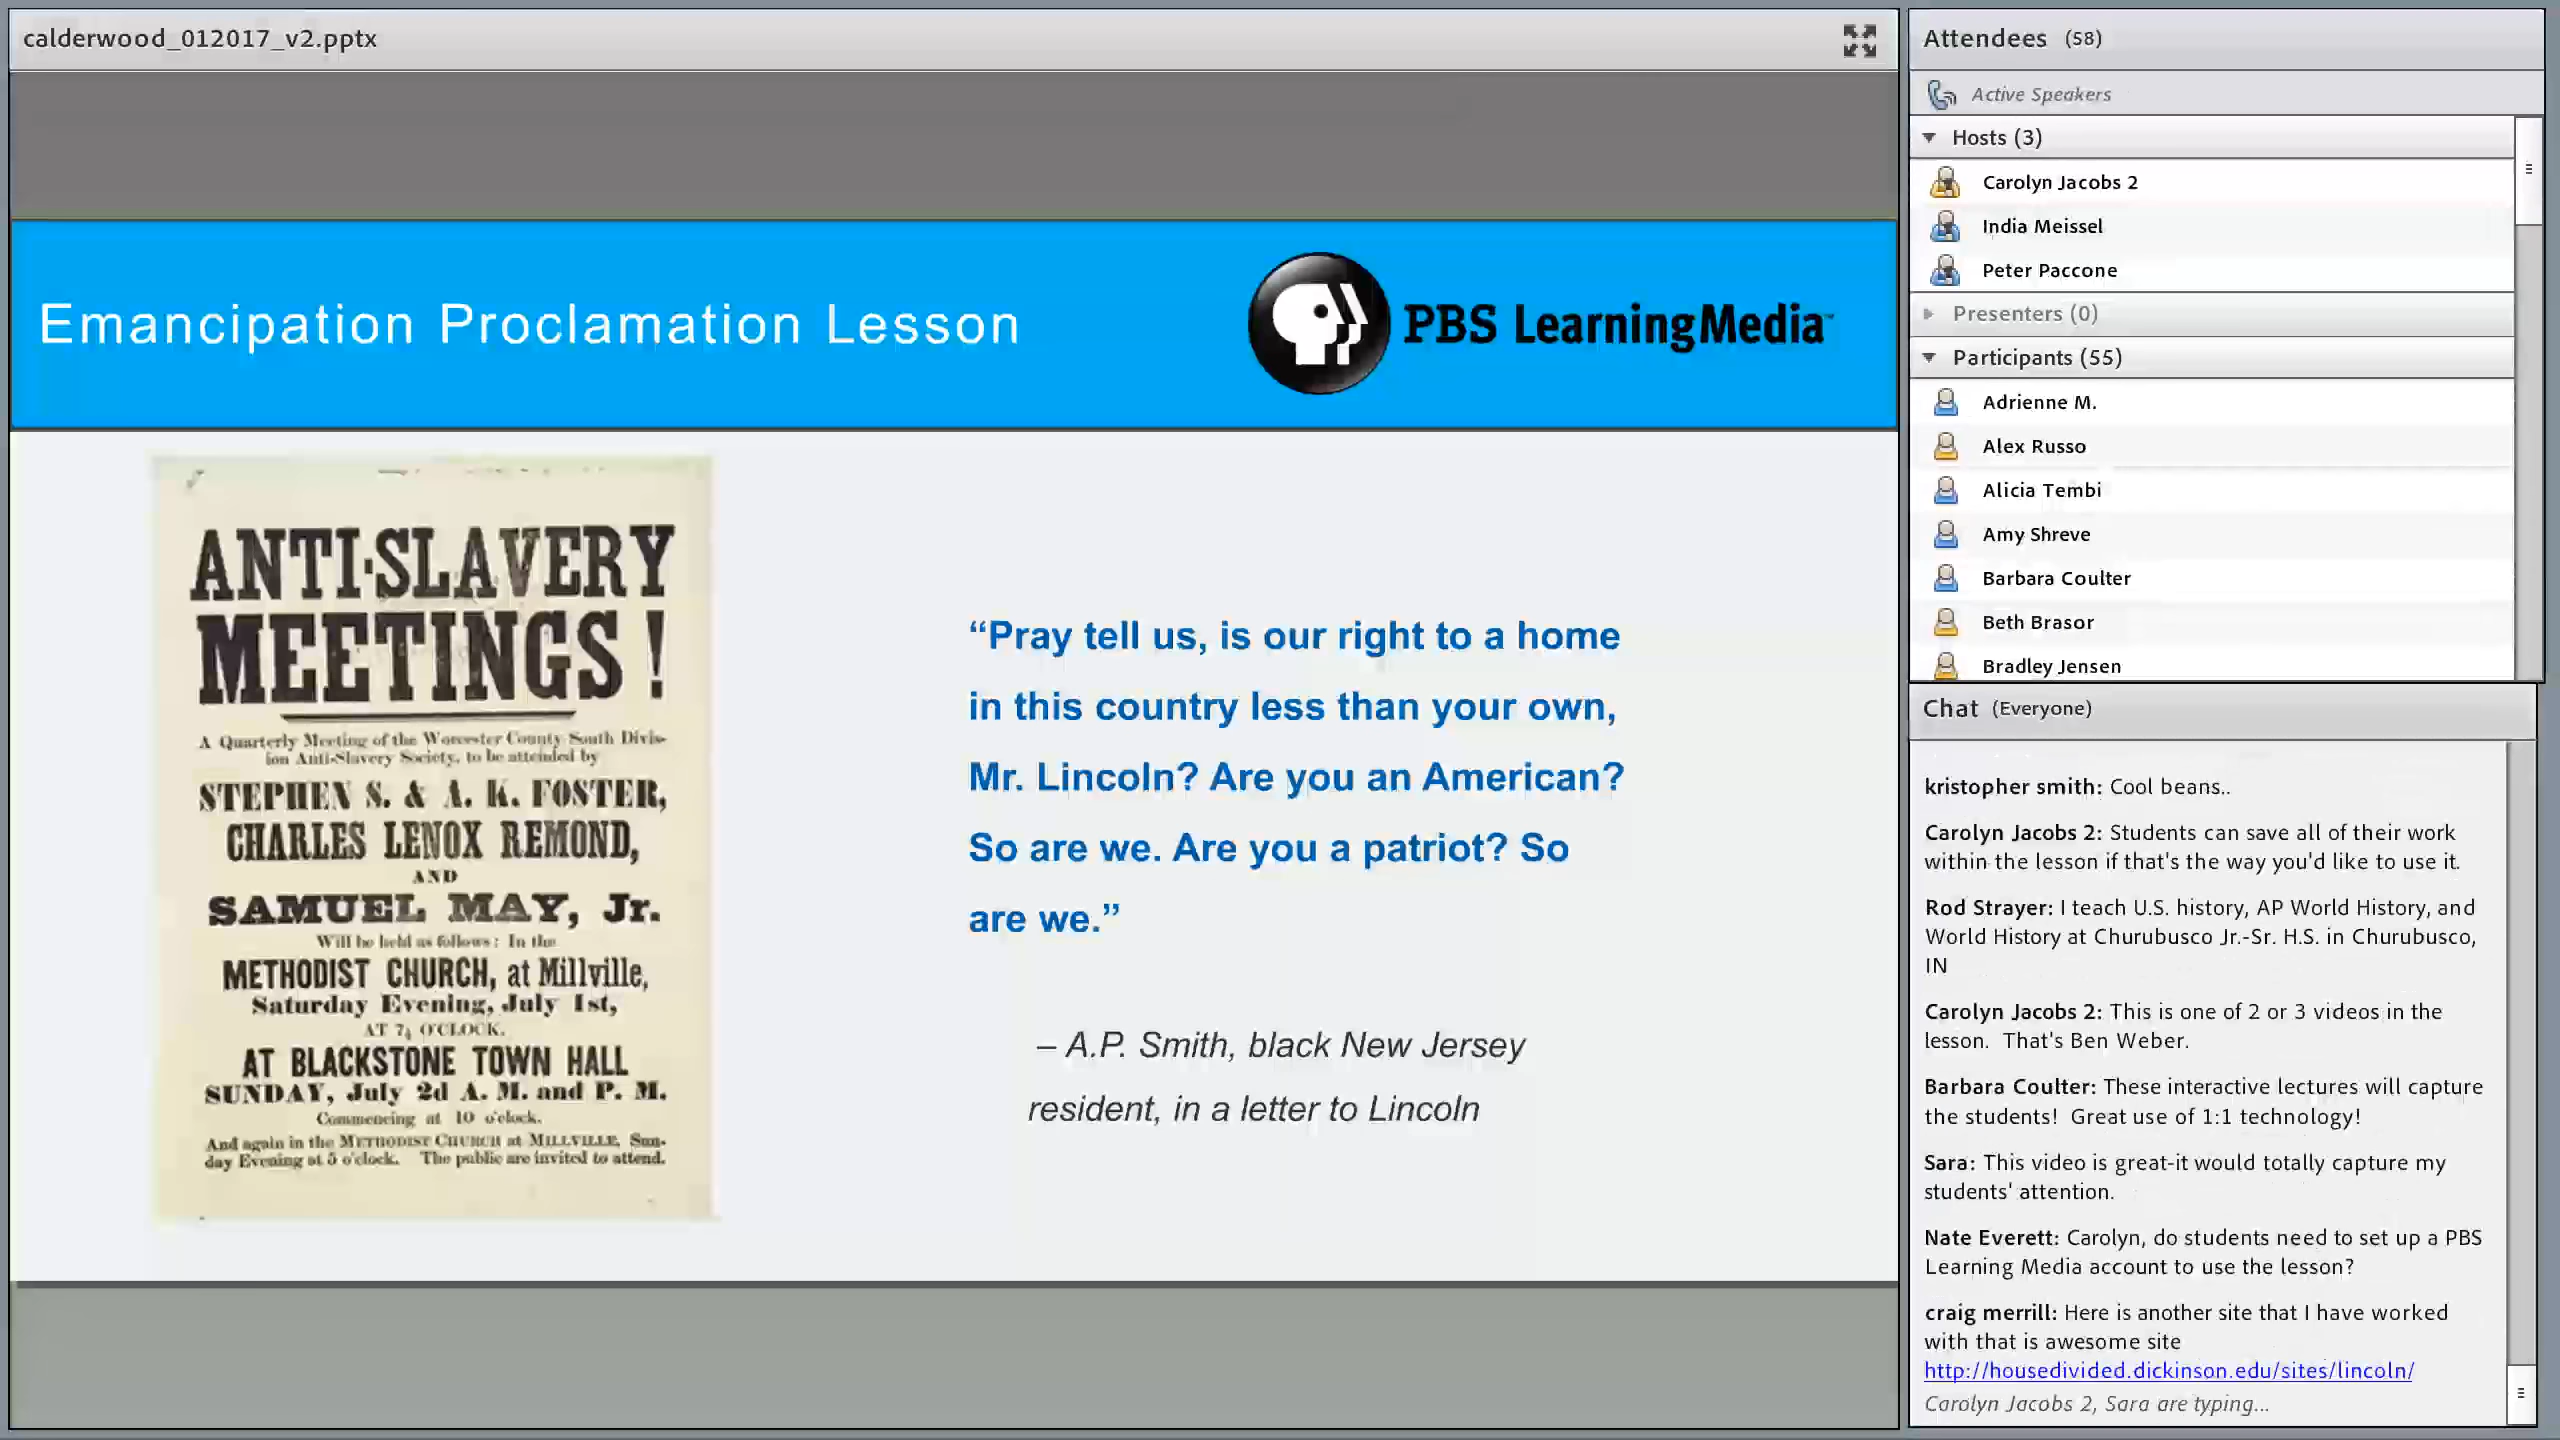 calderwood_012017_v2.pptx
Emancipation Proclamation Lesson
PBS LearningMedia™
ANTI-SLAVERY
MEETINGS!
A Quarterly Meeting of the Worcester County South Divis-
ion Anti-Slavery Society, to be attended by
STEPHEN S. & A. K. FOSTER,
CHARLES LENOX REMOND,
AND
SAMUEL MAY, Jr.
Will be held as follows: In the
METHODIST CHURCH, at Millville,
Saturday Evening, July 1st,
AT 7½ O'CLOCK.
AT BLACKSTONE TOWN HALL
SUNDAY, July 2d A. M. and P. M.
Commencing at 10 o'clock.
And again in the METHODIST CHURCH at MILLVILLE, Sun-
day Evening at 5 o'clock. The public are invited to attend.
“Pray tell us, is our right to a home
in this country less than your own,
Mr. Lincoln? Are you an American?
So are we. Are you a patriot? So
are we.”
– A.P. Smith, black New Jersey
resident, in a letter to Lincoln
Attendees (58)
Active Speakers
Hosts (3)
Carolyn Jacobs 2
India Meissel
Peter Paccone
Presenters (0)
Participants (55)
Adrienne M.
Alex Russo
Alicia Tembi
Amy Shreve
Barbara Coulter
Beth Brasor
Bradley Jensen
Chat (Everyone)
kristopher smith: Cool beans..
Carolyn Jacobs 2: Students can save all of their work
within the lesson if that's the way you'd like to use it.
Rod Strayer: I teach U.S. history, AP World History, and
World History at Churubusco Jr.-Sr. H.S. in Churubusco,
IN
Carolyn Jacobs 2: This is one of 2 or 3 videos in the
lesson. That's Ben Weber.
Barbara Coulter: These interactive lectures will capture
the students! Great use of 1:1 technology!
Sara: This video is great-it would totally capture my
students' attention.
Nate Everett: Carolyn, do students need to set up a PBS
Learning Media account to use the lesson?
craig merrill: Here is another site that I have worked
with that is awesome site
http://housedivided.dickinson.edu/sites/lincoln/
Carolyn Jacobs 2, Sara are typing...